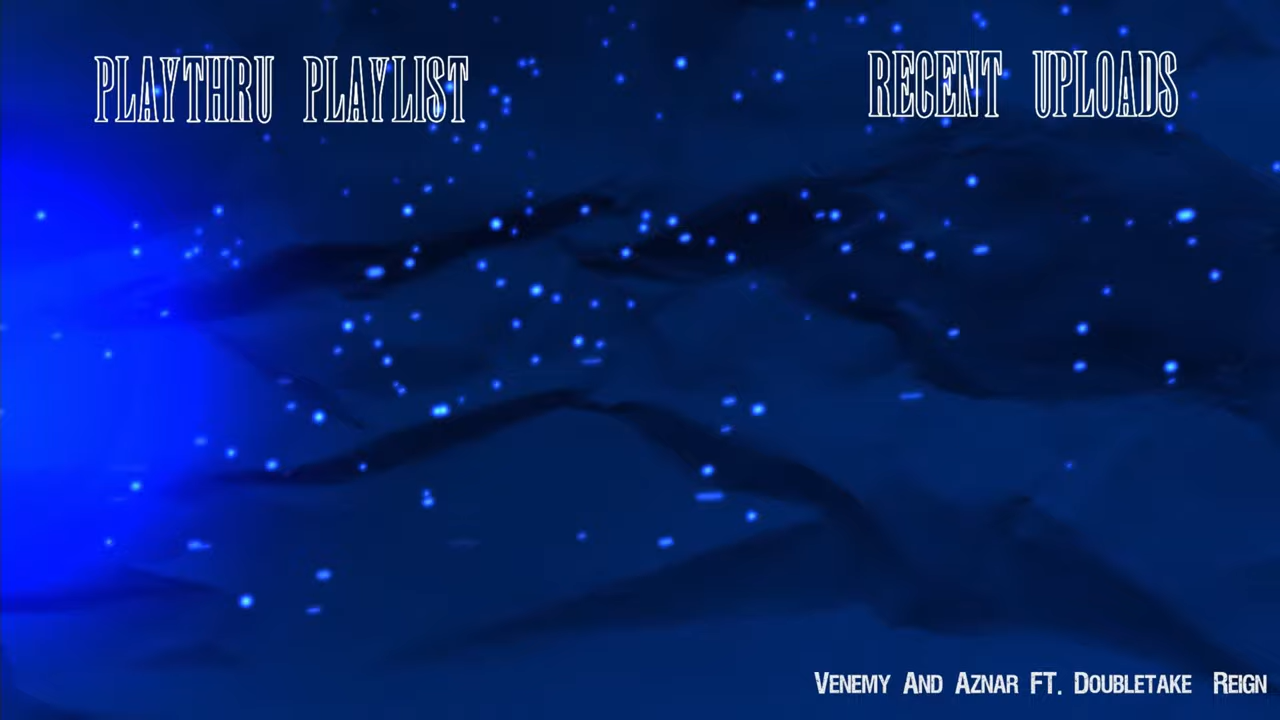 PLAYTHRU PLAYLIST
RECENT UPLOADS
VENEMY AND AZNAR FT. DOUBLETAKE REIGN